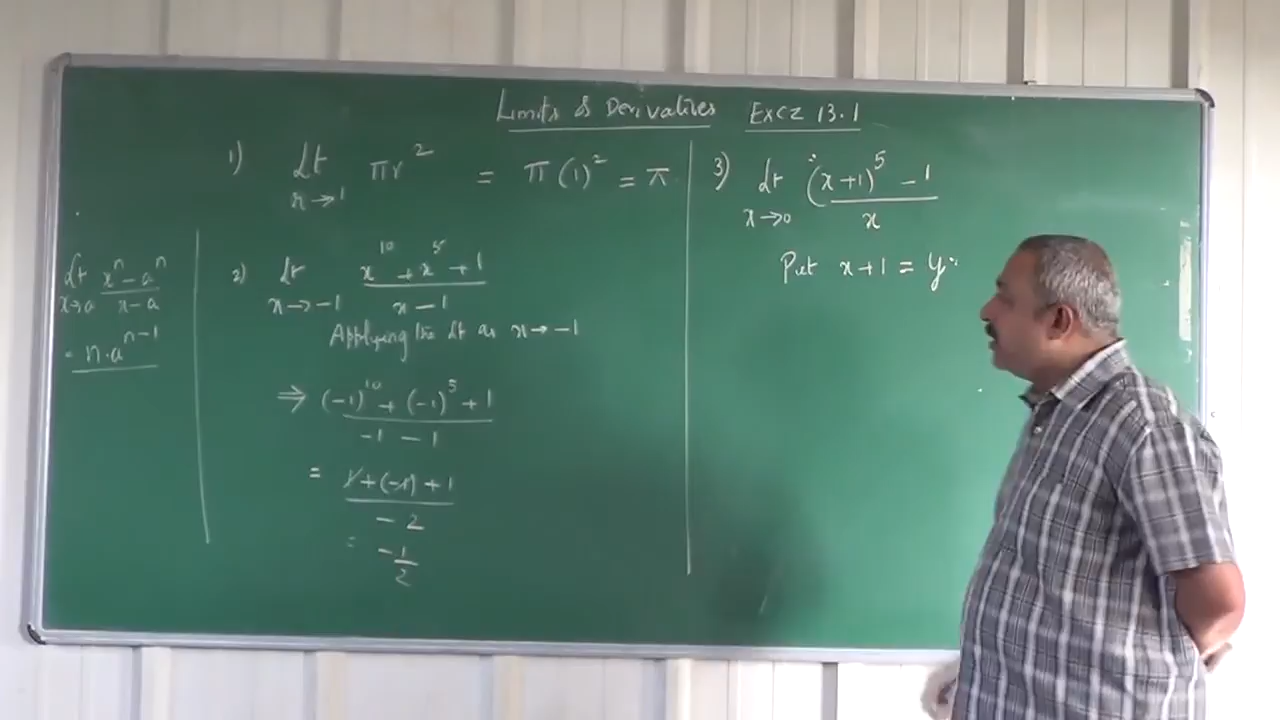 Limits & Derivatives Excz 13.1
1) Lt πr² = π(1)² = π
r→1
Lt xⁿ - aⁿ
x→a x - a
= n·aⁿ⁻¹
2) Lt x¹⁰ + x⁵ + 1
x→-1 x - 1
Applying the Lt as x→-1
⇒ (-1)¹⁰ + (-1)⁵ + 1
-1 - 1
= 1 + (-1) + 1
- 2
= -1
2
3) Lt (x+1)⁵ - 1
x→0 x
Put x+1 = y